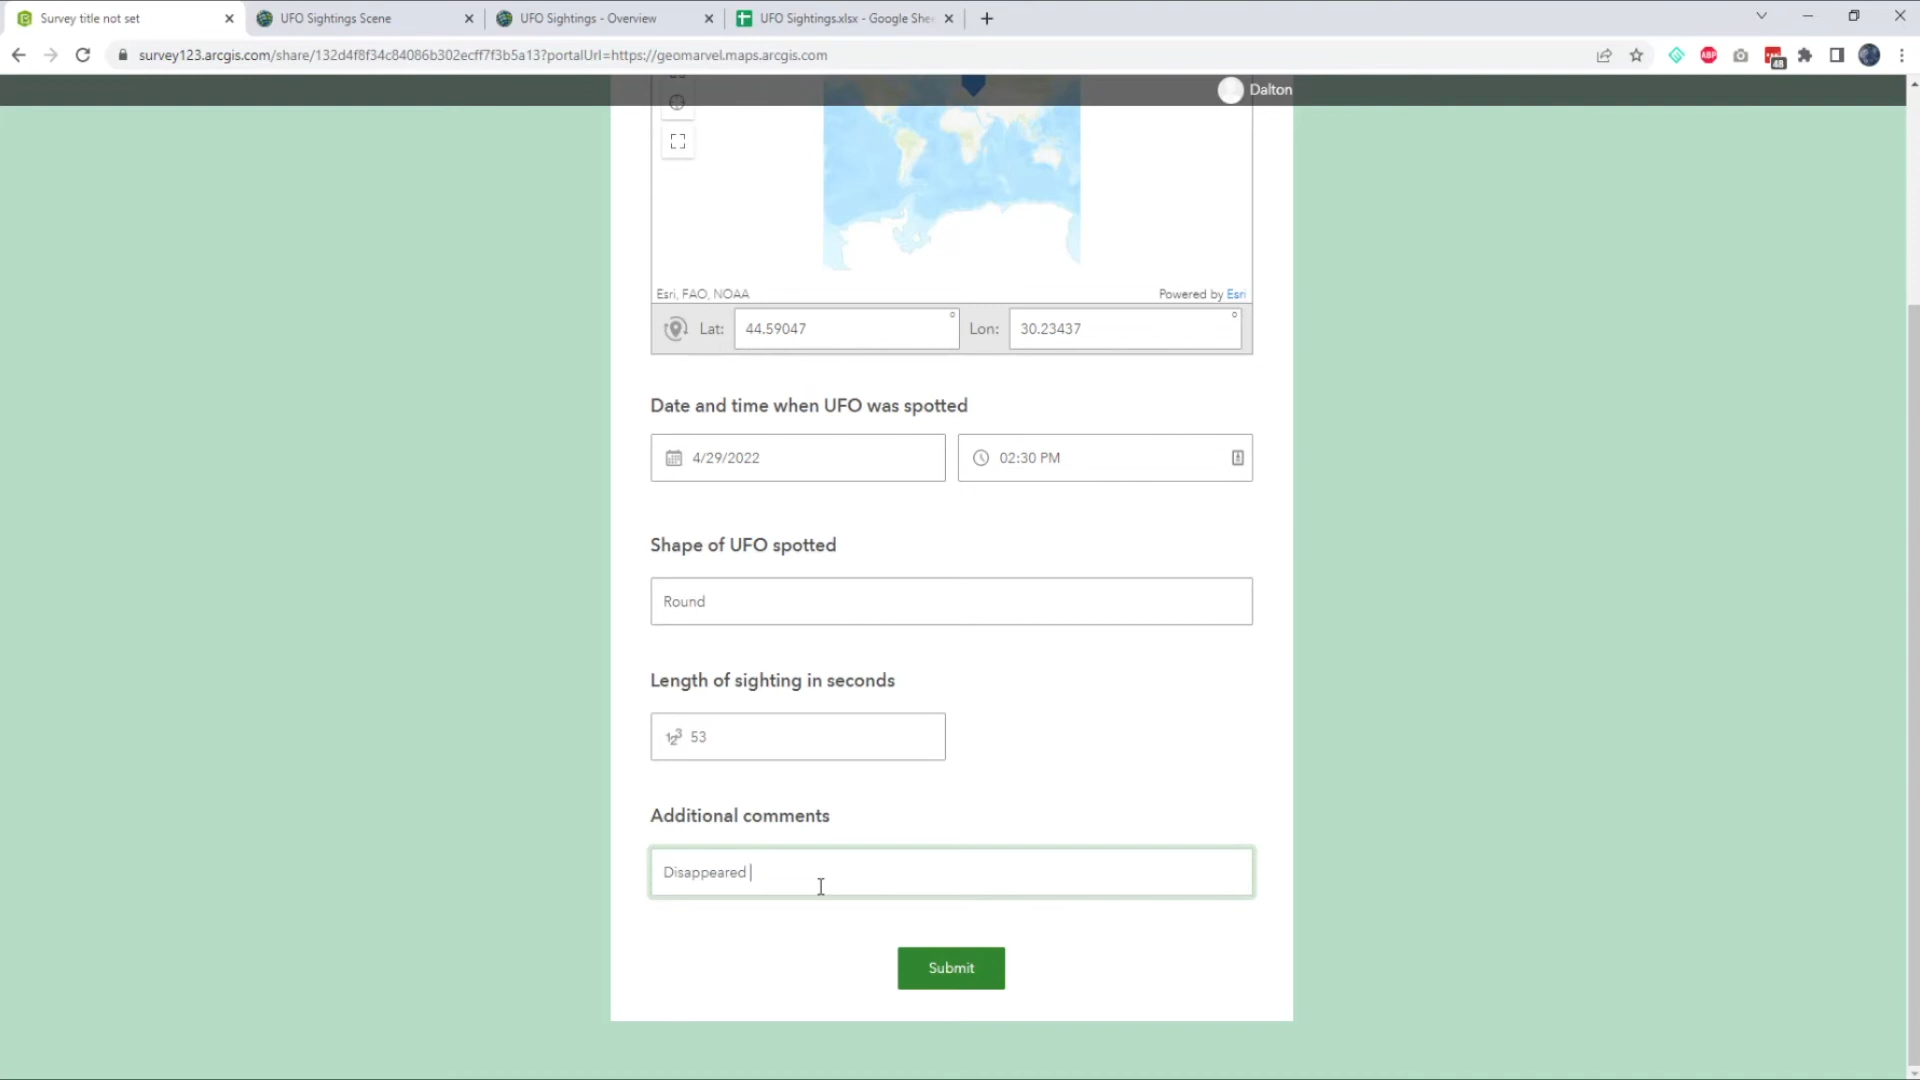 Survey title not set
UFO Sightings Scene
UFO Sightings - Overview
UFO Sightings.xlsx - Google She
survey123.arcgis.com/share/132d4f8f34c84086b302ecff7f3b5a13?portalUrl=https://geomarvel.maps.arcgis.com
ABP
48
Dalton
Esri, FAO, NOAA
Powered by Esri
Lat: 44.59047 ° Lon: 30.23437 °
Date and time when UFO was spotted
4/29/2022
02:30 PM
Shape of UFO spotted
Round
Length of sighting in seconds
123 53
Additional comments
Disappeared
Submit